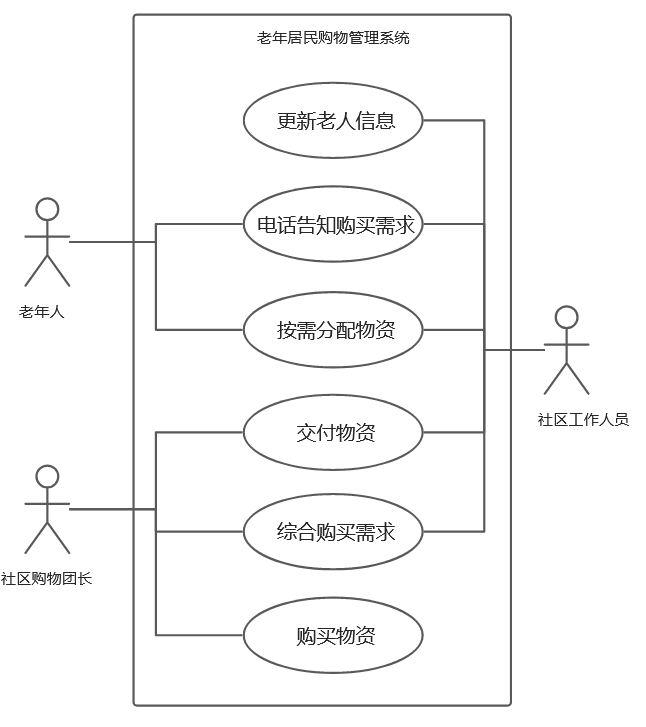 老年居民购物管理系统
更新老人信息
电话告知购买需求
老年人
按需分配物资
社区工作人员
交付物资
综合购买需求
社区购物团长
购买物资